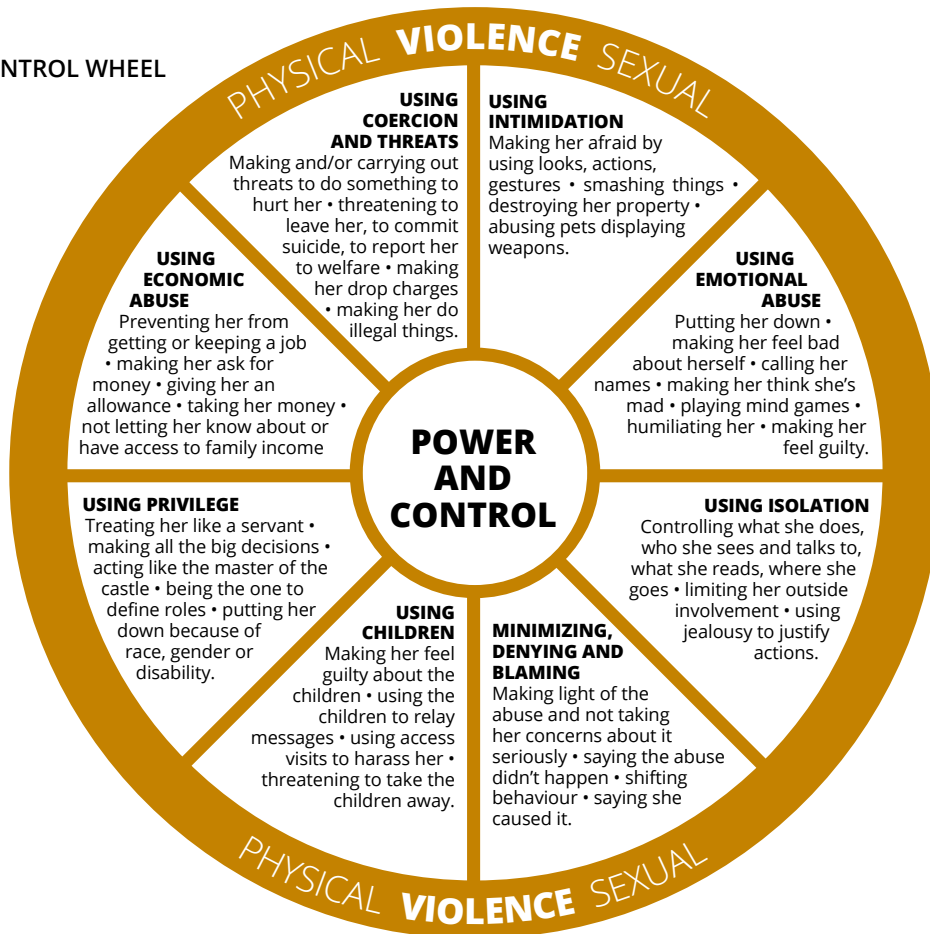 NTROL WHEEL
PHYSICAL VIOLENCE SEXUAL
USING
COERCION
AND THREATS
Making and/or carrying out
threats to do something to
hurt her • threatening to
leave her, to commit
suicide, to report her
to welfare • making
her drop charges
• making her do
illegal things.
USING
INTIMIDATION
Making her afraid by
using looks, actions,
gestures • smashing things •
destroying her property •
abusing pets displaying
weapons.
USING
EMOTIONAL
ABUSE
Putting her down •
making her feel bad
about herself • calling her
names • making her think she’s
mad • playing mind games •
humiliating her • making her
feel guilty.
USING ISOLATION
Controlling what she does,
who she sees and talks to,
what she reads, where she
goes • limiting her outside
involvement • using
jealousy to justify
actions.
MINIMIZING,
DENYING AND
BLAMING
Making light of the
abuse and not taking
her concerns about it
seriously • saying the abuse
didn’t happen • shifting
behaviour • saying she
caused it.
USING
CHILDREN
Making her feel
guilty about the
children • using the
children to relay
messages • using access
visits to harass her •
threatening to take the
children away.
USING PRIVILEGE
Treating her like a servant •
making all the big decisions •
acting like the master of the
castle • being the one to
define roles • putting her
down because of
race, gender or
disability.
USING
ECONOMIC
ABUSE
Preventing her from
getting or keeping a job
• making her ask for
money • giving her an
allowance • taking her money •
not letting her know about or
have access to family income
POWER
AND
CONTROL
PHYSICAL VIOLENCE SEXUAL